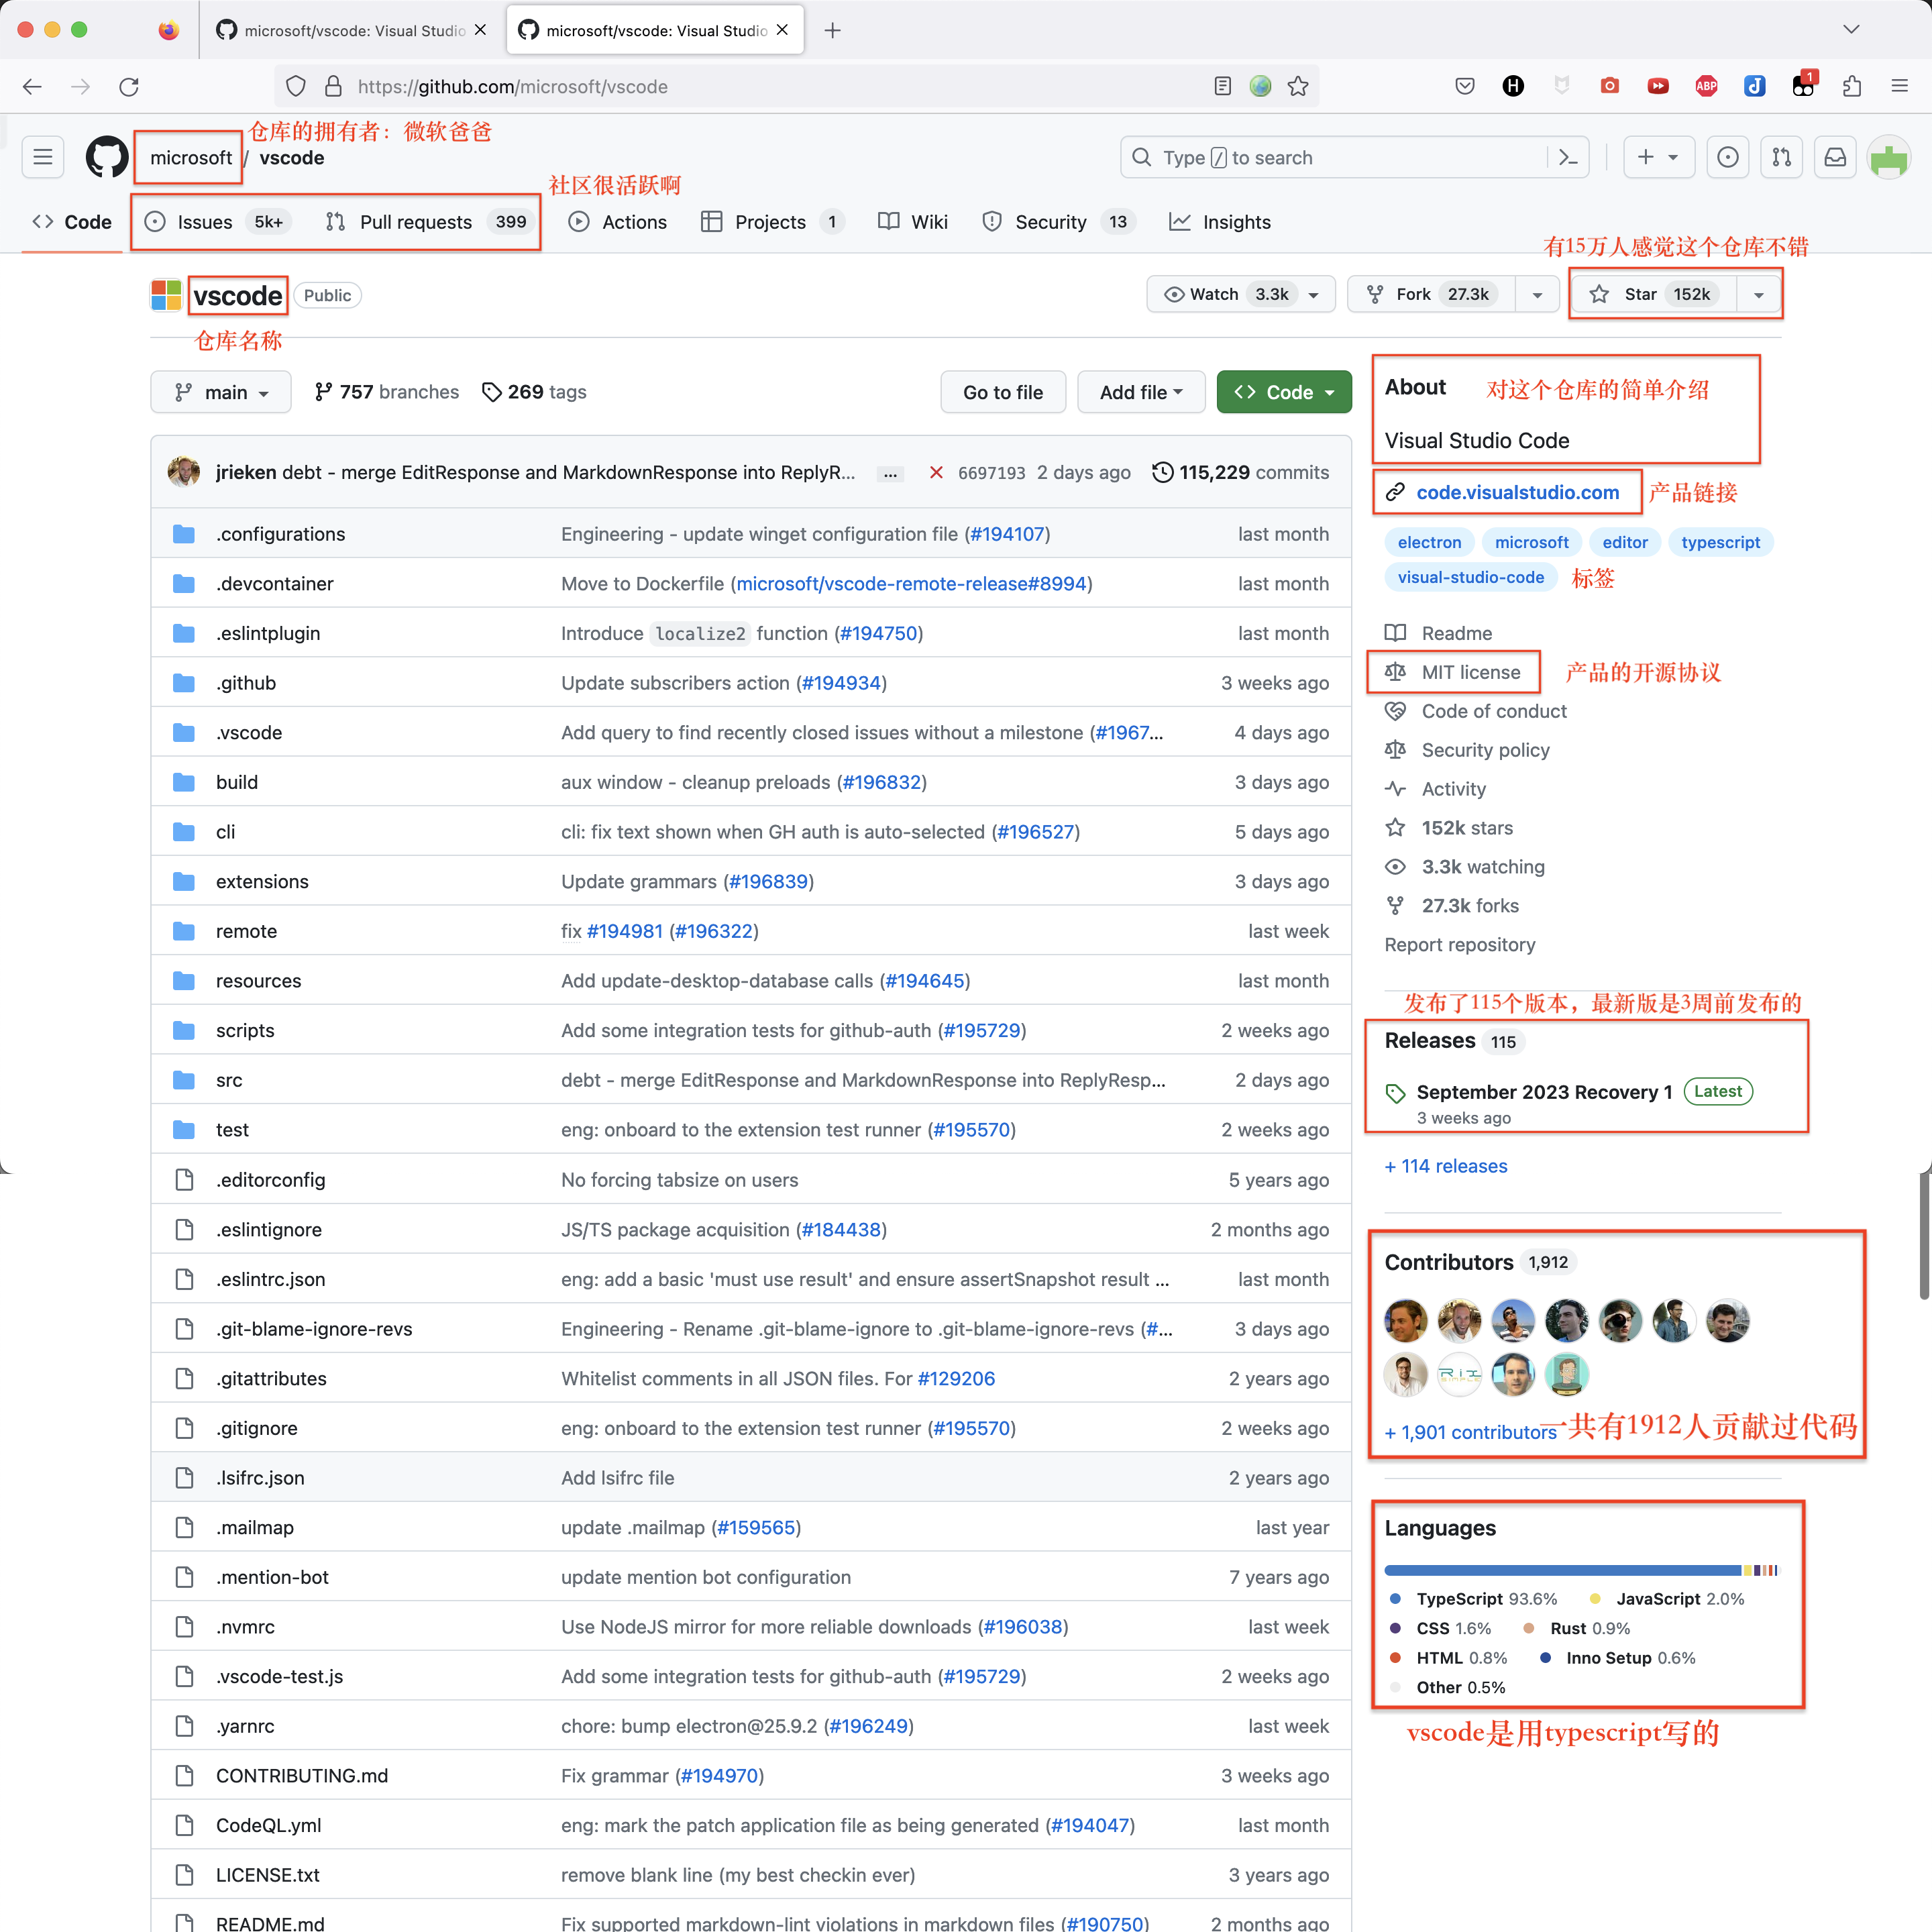 microsoft/vscode: Visual Studio
microsoft/vscode: Visual Studio
https://github.com/microsoft/vscode
ABP
1
仓库的拥有者：微软爸爸
microsoft / vscode
Type / to search
社区很活跃啊
Code
Issues 5k+
Pull requests 399
Actions
Projects 1
Wiki
Security 13
Insights
有15万人感觉这个仓库不错
vscode Public
Watch 3.3k
Fork 27.3k
Star 152k
仓库名称
main
757 branches
269 tags
Go to file
Add file
Code
jrieken debt - merge EditResponse and MarkdownResponse into ReplyR... ... 6697193 2 days ago 115,229 commits
.configurations Engineering - update winget configuration file (#194107) last month
.devcontainer Move to Dockerfile (microsoft/vscode-remote-release#8994) last month
.eslintplugin Introduce localize2 function (#194750) last month
.github Update subscribers action (#194934) 3 weeks ago
.vscode Add query to find recently closed issues without a milestone (#1967... 4 days ago
build aux window - cleanup preloads (#196832) 3 days ago
cli cli: fix text shown when GH auth is auto-selected (#196527) 5 days ago
extensions Update grammars (#196839) 3 days ago
remote fix #194981 (#196322) last week
resources Add update-desktop-database calls (#194645) last month
scripts Add some integration tests for github-auth (#195729) 2 weeks ago
src debt - merge EditResponse and MarkdownResponse into ReplyResp... 2 days ago
test eng: onboard to the extension test runner (#195570) 2 weeks ago
.editorconfig No forcing tabsize on users 5 years ago
.eslintignore JS/TS package acquisition (#184438) 2 months ago
.eslintrc.json eng: add a basic 'must use result' and ensure assertSnapshot result ... last month
.git-blame-ignore-revs Engineering - Rename .git-blame-ignore to .git-blame-ignore-revs (#... 3 days ago
.gitattributes Whitelist comments in all JSON files. For #129206 2 years ago
.gitignore eng: onboard to the extension test runner (#195570) 2 weeks ago
.lsifrc.json Add lsifrc file 2 years ago
.mailmap update .mailmap (#159565) last year
.mention-bot update mention bot configuration 7 years ago
.nvmrc Use NodeJS mirror for more reliable downloads (#196038) last week
.vscode-test.js Add some integration tests for github-auth (#195729) 2 weeks ago
.yarnrc chore: bump electron@25.9.2 (#196249) last week
CONTRIBUTING.md Fix grammar (#194970) 3 weeks ago
CodeQL.yml eng: mark the patch application file as being generated (#194047) last month
LICENSE.txt remove blank line (my best checkin ever) 3 years ago
README.md Fix supported markdown-lint violations in markdown files (#190750) 2 months ago
About 对这个仓库的简单介绍
Visual Studio Code
code.visualstudio.com 产品链接
electron microsoft editor typescript
visual-studio-code 标签
Readme
MIT license 产品的开源协议
Code of conduct
Security policy
Activity
152k stars
3.3k watching
27.3k forks
Report repository
发布了115个版本，最新版是3周前发布的
Releases 115
September 2023 Recovery 1 Latest
3 weeks ago
+ 114 releases
Contributors 1,912
+ 1,901 contributors 一共有1912人贡献过代码
Languages
TypeScript 93.6% JavaScript 2.0%
CSS 1.6% Rust 0.9%
HTML 0.8% Inno Setup 0.6%
Other 0.5%
vscode是用typescript写的